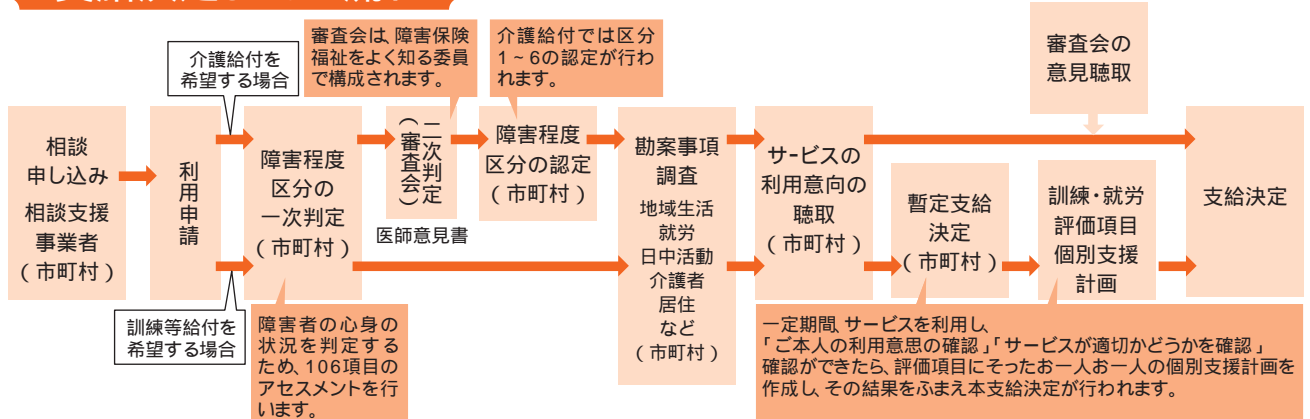 介護給付を
希望する場合
審査会は、障害保険
福祉をよく知る委員
で構成されます。
介護給付では区分
1~6の認定が行わ
れます。
審査会の
意見聴取
相談
申し込み
相談支援
事業者
(市町村)
利用申請
障害程度
区分の
一次判定
(市町村)
二次判定
(審査会)
医師意見書
障害程度
区分の認定
(市町村)
勘案事項
調査
地域生活
就労
日中活動
介護者
居住
など
(市町村)
サービスの
利用意向の
聴取
(市町村)
暫定支給
決定
(市町村)
訓練・就労
評価項目
個別支援
計画
支給決定
訓練等給付を
希望する場合
障害者の心身の
状況を判定する
ため、106項目の
アセスメントを行
います。
一定期間、サービスを利用し、
「ご本人の利用意思の確認」「サービスが適切かどうかを確認」
確認ができたら、評価項目にそったお一人お一人の個別支援計画を
作成し、その結果をふまえ本支給決定が行われます。